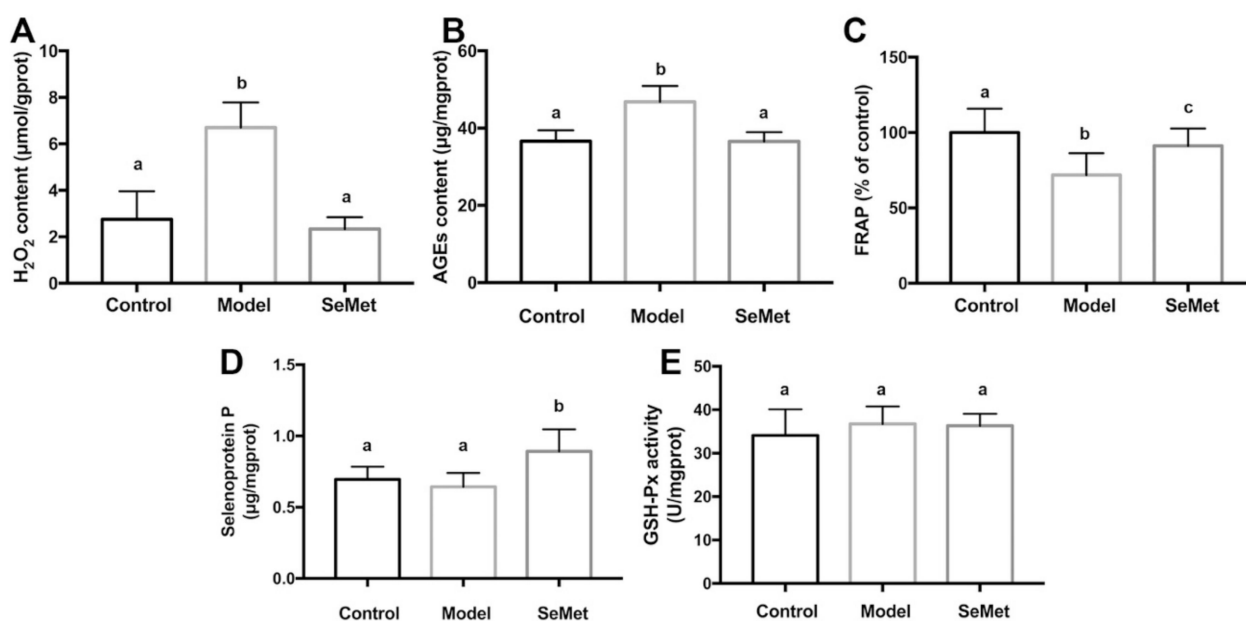 A
H₂O₂ content (μmol/gprot)
10
8
6
4
2
0
a
b
a
Control Model SeMet
B
AGEs content (μg/mgprot)
60
40
20
0
a
b
a
Control Model SeMet
C
FRAP (% of control)
150
100
50
0
a
b
c
Control Model SeMet
D
Selenoprotein P
(μg/mgprot)
1.5
1.0
0.5
0.0
a
a
b
Control Model SeMet
E
GSH-Px activity
(U/mgprot)
50
40
30
20
10
0
a
a
a
Control Model SeMet